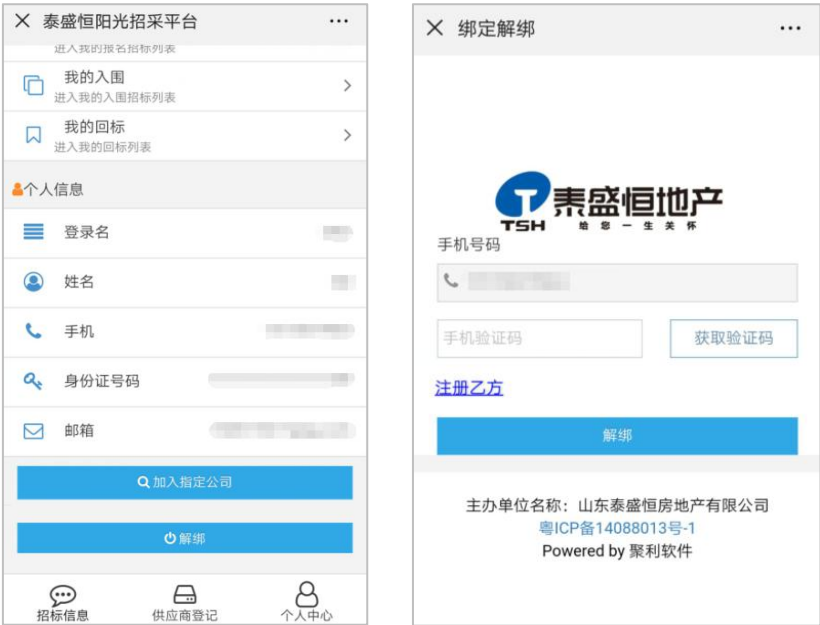 泰盛恒阳光招采平台
进入我的报名招标列表
我的入围
进入我的入围招标列表
我的回标
进入我的回标列表
个人信息
登录名
姓名
手机
身份证号码
邮箱
加入指定公司
解绑
招标信息
供应商登记
个人中心
绑定解绑
TSH
泰盛恒地产
给您一生关怀
手机号码
手机验证码
获取验证码
注册乙方
解绑
主办单位名称：山东泰盛恒房地产有限公司
粤ICP备14088013号-1
Powered by 聚利软件